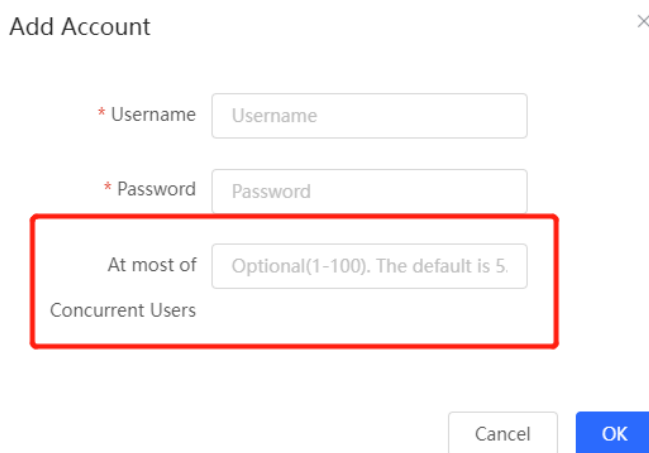 Add Account
* Username Username
* Password Password
At most of Optional(1-100). The default is 5.
Concurrent Users
Cancel OK